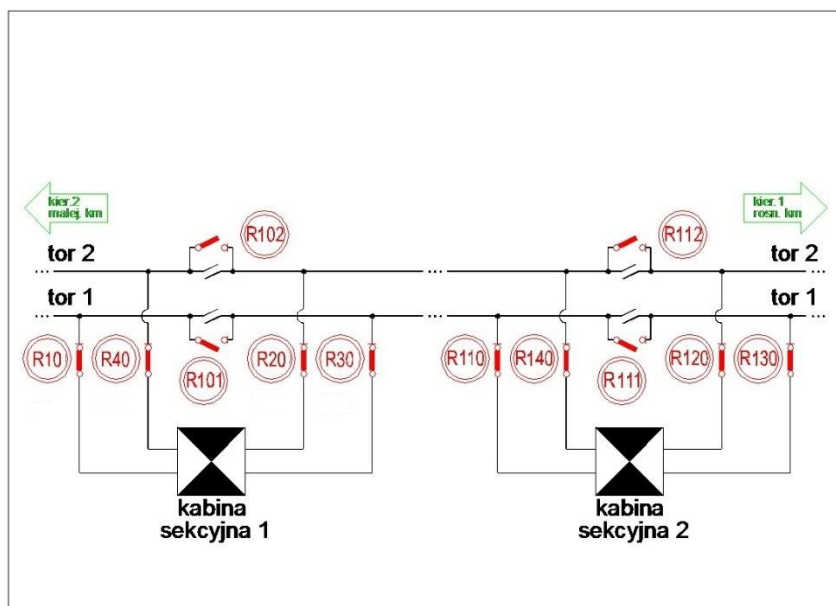 kier.2
malej. km
kier.1
rosn. km
R102
R112
tor 2
tor 2
tor 1
tor 1
...
...
...
...
...
...
R10
R40
R101
R20
R30
R110
R140
R111
R120
R130
kabina
sekcyjna 1
kabina
sekcyjna 2